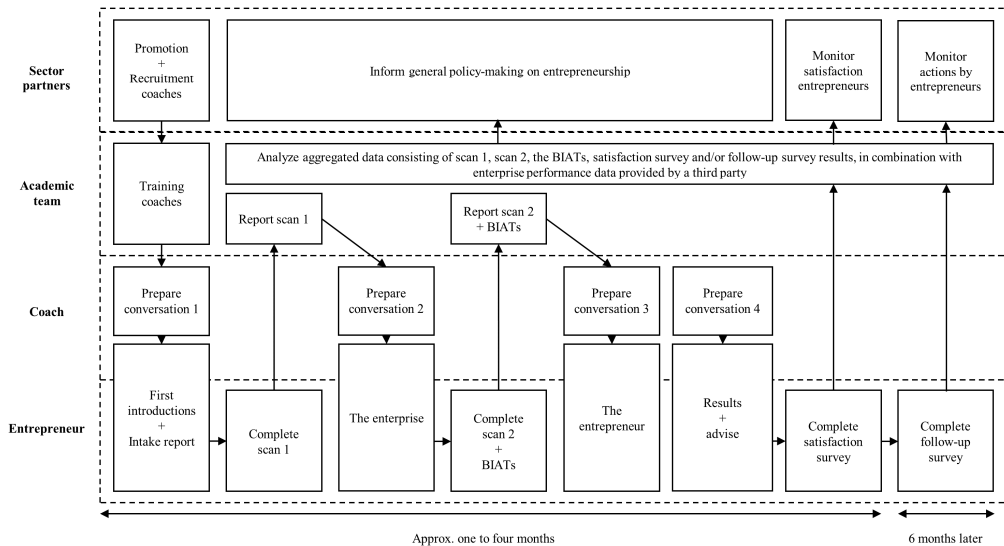 Sector
partners
Promotion
+
Recruitment
coaches
Inform general policy-making on entrepreneurship
Monitor
satisfaction
entrepreneurs
Monitor
actions by
entrepreneurs
Academic
team
Training
coaches
Analyze aggregated data consisting of scan 1, scan 2, the BIATs, satisfaction survey and/or follow-up survey results, in combination with
enterprise performance data provided by a third party
Report scan 1
Report scan 2
+ BIATs
Coach
Prepare
conversation 1
Prepare
conversation 2
Prepare
conversation 3
Prepare
conversation 4
Entrepreneur
First
introductions
+
Intake report
Complete
scan 1
The enterprise
Complete
scan 2
+
BIATs
The
entrepreneur
Results
+
advise
Complete
satisfaction
survey
Complete
follow-up
survey
Approx. one to four months
6 months later